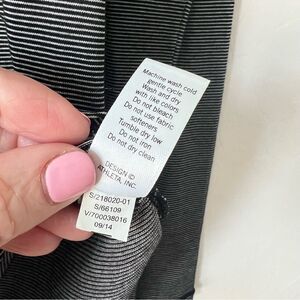 Machine wash cold
gentle cycle
Wash and dry
with like colors
Do not bleach
Do not use fabric
softeners
Tumble dry low
Do not iron
Do not dry clean
DESIGN ©
ATHLETA, INC.
S/218020-01
S/66109
V/700038016
09/14